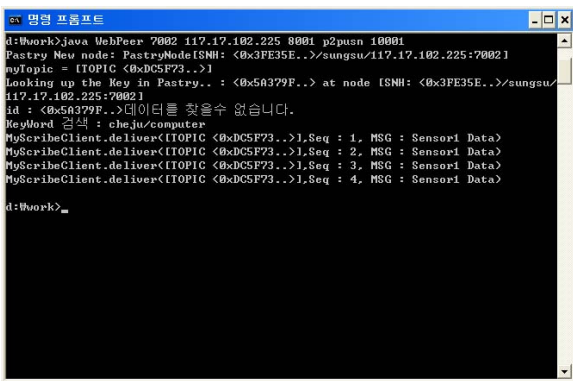 명령 프롬프트
d:₩work>java WebPeer 7002 117.17.102.225 8001 p2pusn 10001
Pastry New node: PastryNode[SNH: <0x3FE35E..>/sungsu/117.17.102.225:7002]
myTopic = [TOPIC <0xDC5F73..>]
Looking up the Key in Pastry.. : <0x5A379F..> at node [SNH: <0x3FE35E..>/sungsu/
117.17.102.225:7002]
id : <0x5A379F..>데이터를 찾을수 없습니다.
KeyWord 검색 : cheju/computer
MyScribeClient.deliver([TOPIC <0xDC5F73..>],Seq : 1, MSG : Sensor1 Data)
MyScribeClient.deliver([TOPIC <0xDC5F73..>],Seq : 2, MSG : Sensor1 Data)
MyScribeClient.deliver([TOPIC <0xDC5F73..>],Seq : 3, MSG : Sensor1 Data)
MyScribeClient.deliver([TOPIC <0xDC5F73..>],Seq : 4, MSG : Sensor1 Data)
d:₩work>_